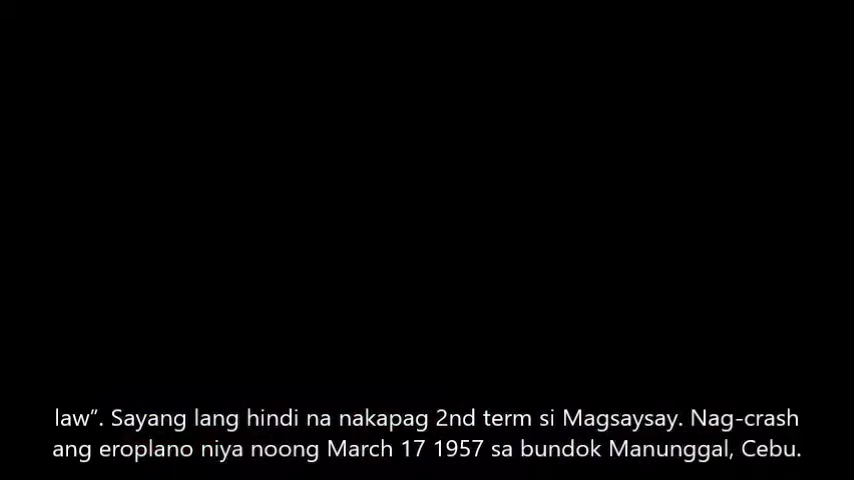 law”. Sayang lang hindi na nakapag 2nd term si Magsaysay. Nag-crash
ang eroplano niya noong March 17 1957 sa bundok Manunggal, Cebu.